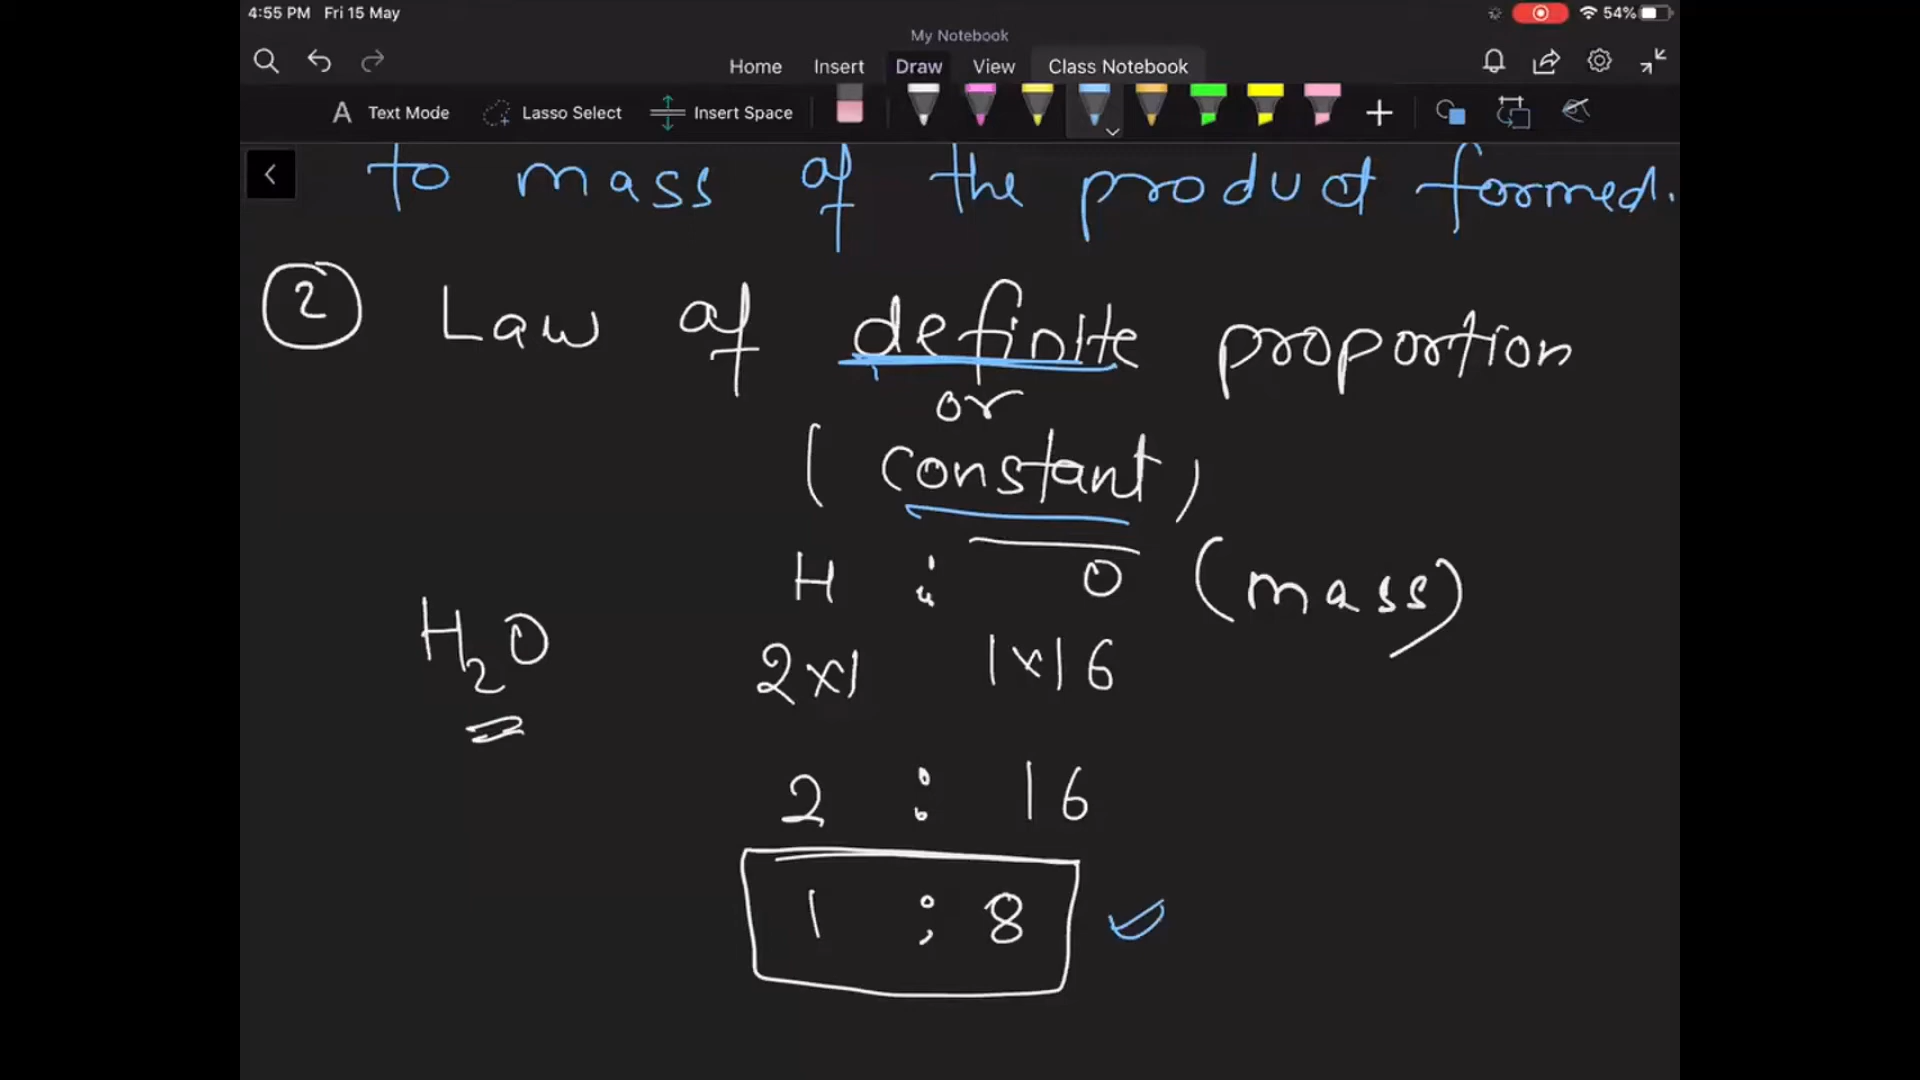 4:55 PM Fri 15 May 54%
My Notebook
Home Insert Draw View Class Notebook
A Text Mode Lasso Select Insert Space
to mass of the product formed.
2 Law of definite proportion
or
(constant)
H : O (mass)
H2O
2x1 1x16
2 : 16
1 : 8